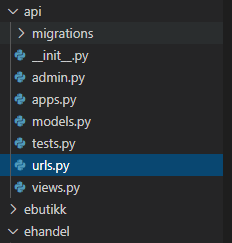 api
migrations
__init__.py
admin.py
apps.py
models.py
tests.py
urls.py
views.py
ebutikk
ehandel